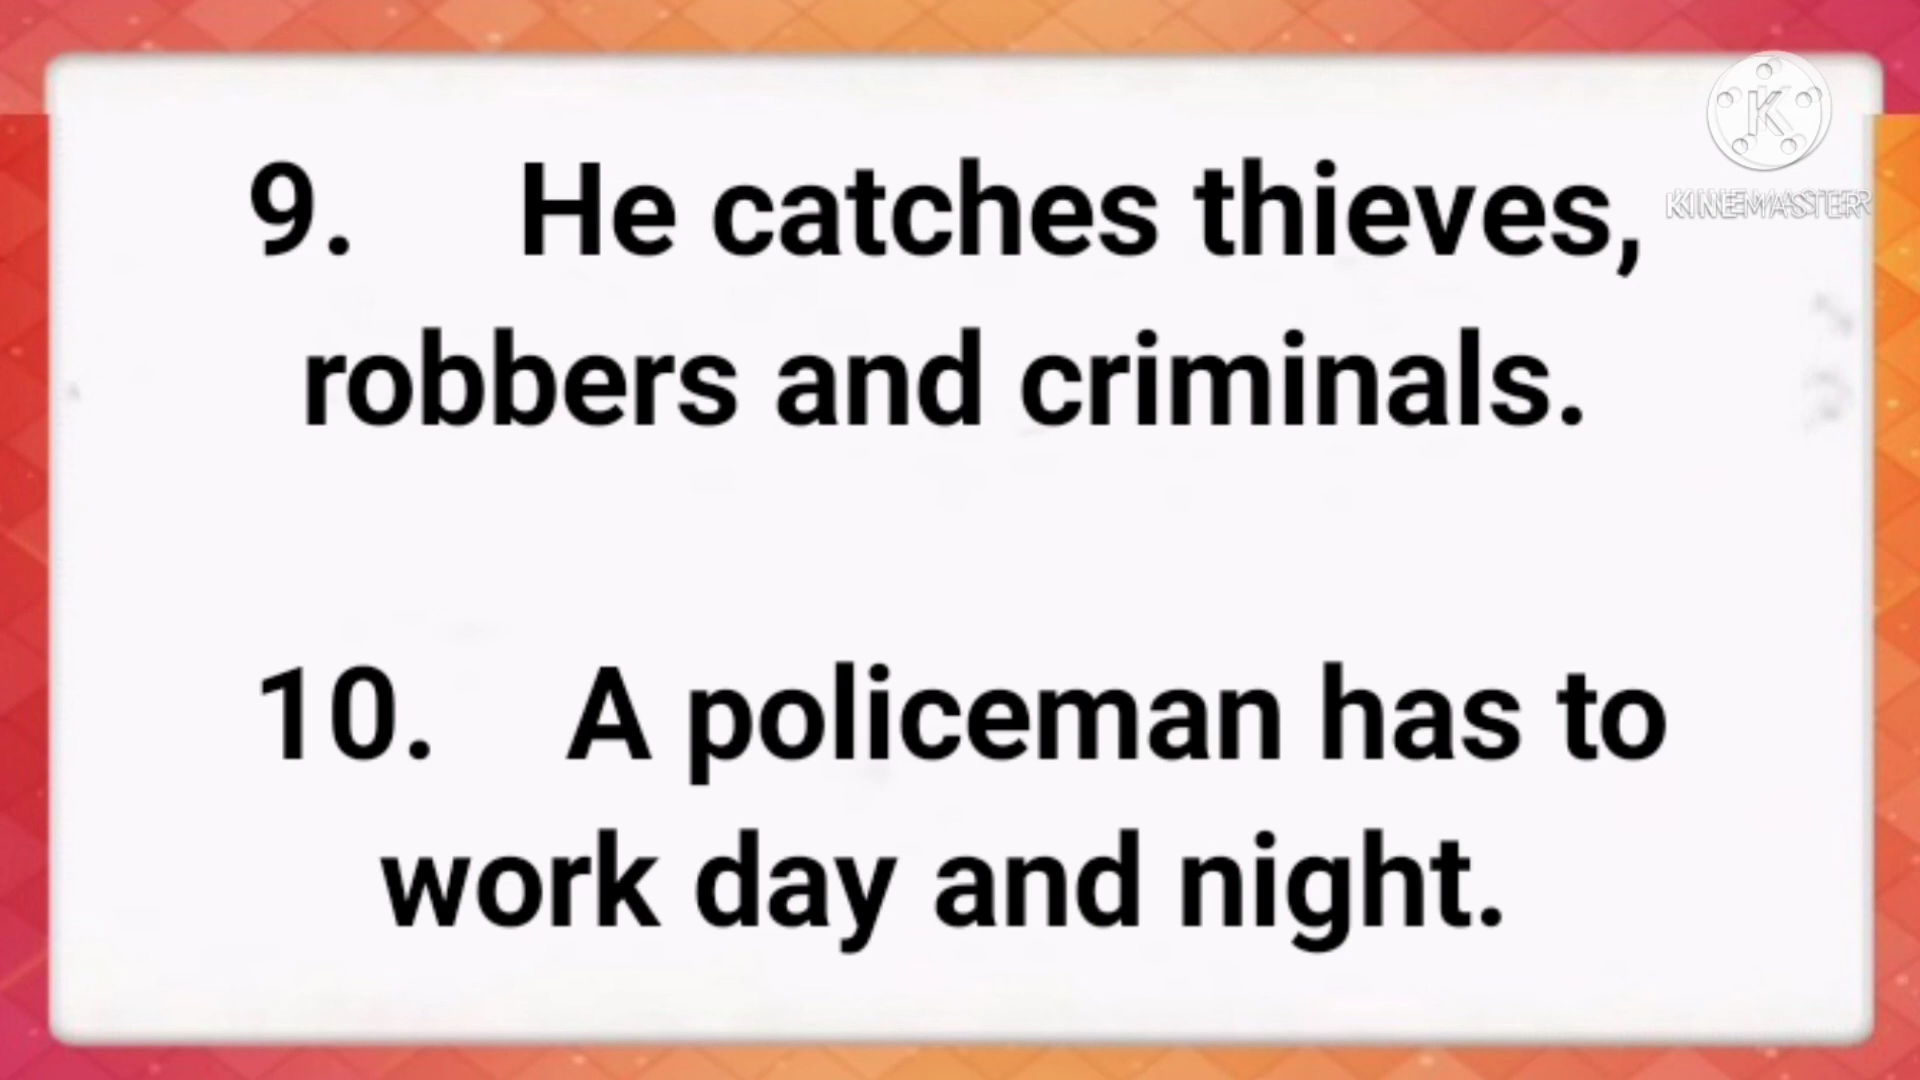 9. He catches thieves,
robbers and criminals.
10. A policeman has to
work day and night.
KINEMASTER